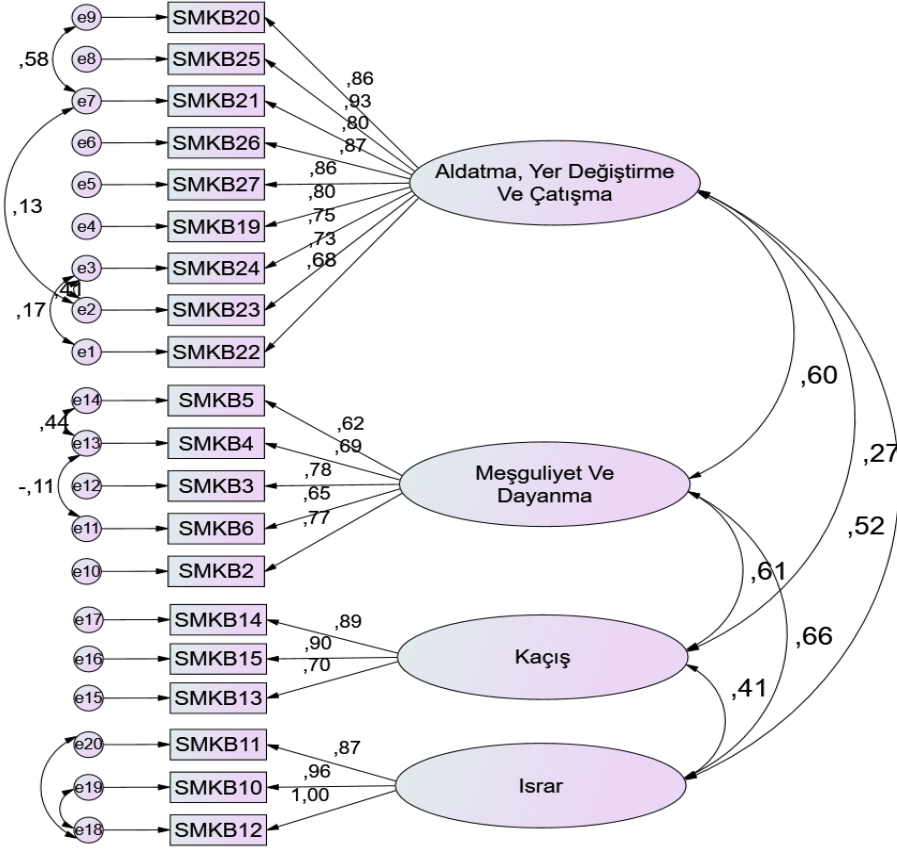 e9 SMKB20
,58
e8 SMKB25
,86
e7 SMKB21
,93
,80
e6 SMKB26
,87
Aldatma, Yer Değiştirme
Ve Çatışma
e5 SMKB27
,86
,80
,13
e4 SMKB19
,75
,73
e3 SMKB24
,68
,41
,17
e2 SMKB23
e1 SMKB22
,60
e14 SMKB5
,62
,44
e13 SMKB4
,69
,27
-,11
e12 SMKB3
,78
Meşguliyet Ve
Dayanma
,65
e11 SMKB6
,77
,52
e10 SMKB2
,61
e17 SMKB14
,89
,66
e16 SMKB15
,90
Kaçış
,70
e15 SMKB13
,41
e20 SMKB11
,87
e19 SMKB10
,96
Israr
1,00
e18 SMKB12